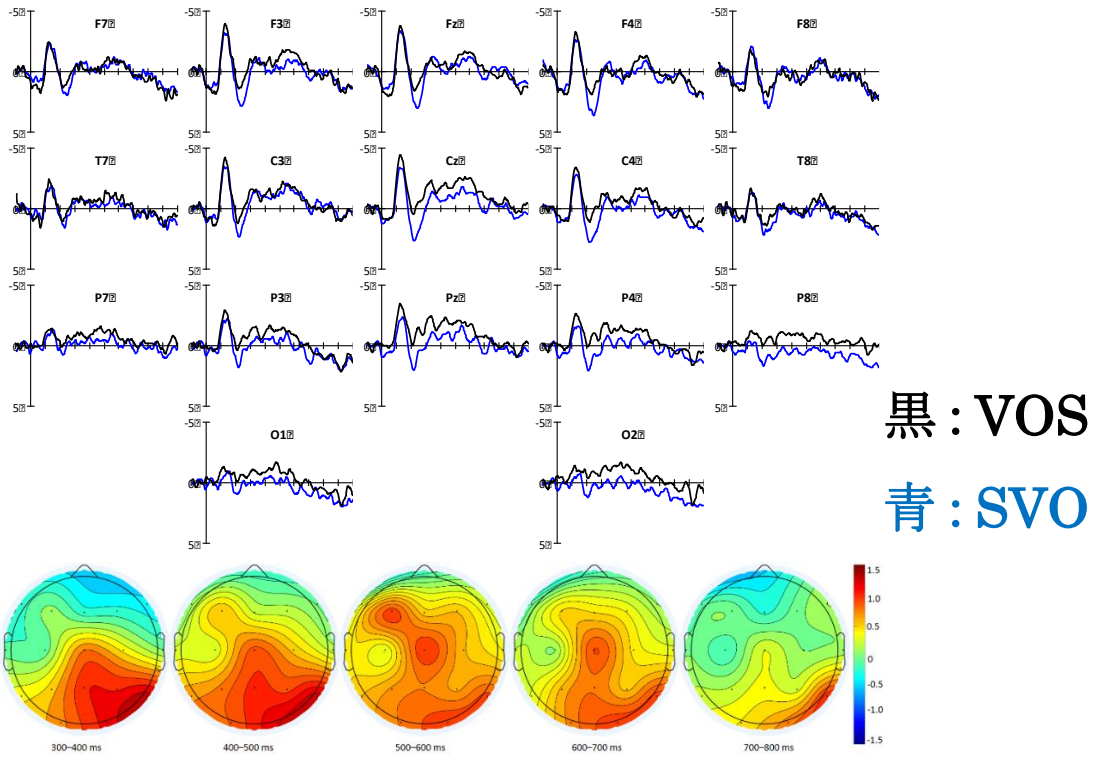 -5 F7 -5 F3 -5 Fz -5 F4 -5 F8
0 0 0 0 0
5 5 5 5 5
-5 T7 -5 C3 -5 Cz -5 C4 -5 T8
0 0 0 0 0
5 5 5 5 5
-5 P7 -5 P3 -5 Pz -5 P4 -5 P8
0 0 0 0 0
5 5 5 5 5
-5 O1 -5 O2
0 0
5 5
黒 : VOS
青 : SVO
1.5
1.0
0.5
0
-0.5
-1.0
-1.5
300–400 ms 400–500 ms 500–600 ms 600–700 ms 700–800 ms